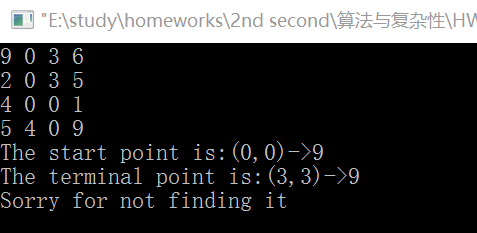 "E:\study\homeworks\2nd second\算法与复杂性\HW
9 0 3 6
2 0 3 5
4 0 0 1
5 4 0 9
The start point is:(0,0)->9
The terminal point is:(3,3)->9
Sorry for not finding it